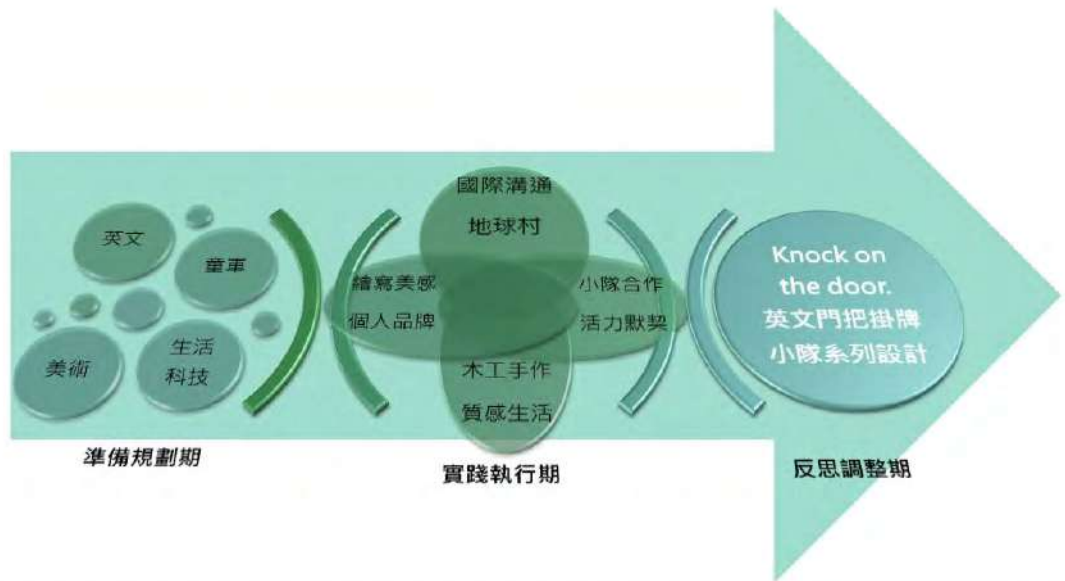 英文
童軍
美術
生活
科技
準備規劃期
國際溝通
地球村
繪寫美感
個人品牌
小隊合作
活力默契
木工手作
質感生活
實踐執行期
Knock on
the door.
英文門把掛牌
小隊系列設計
反思調整期